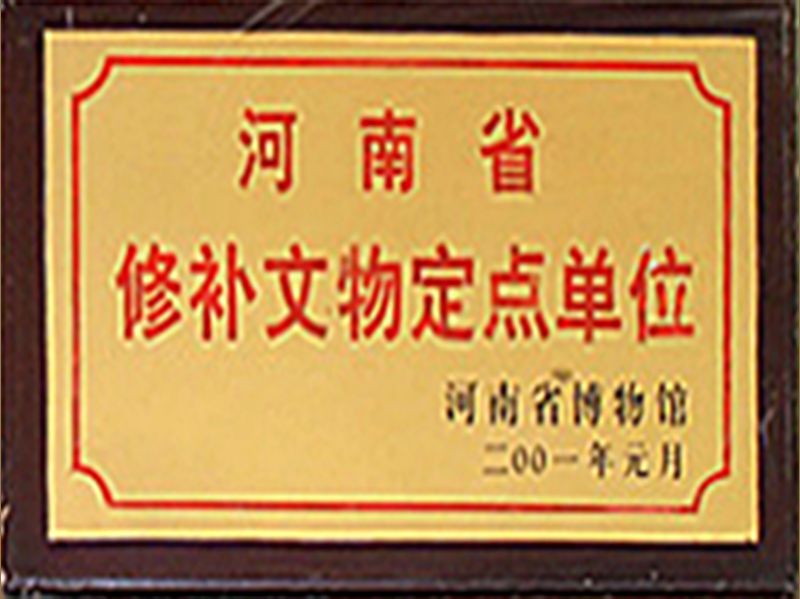 河南省
修补文物定点单位
河南省博物馆
二00一年元月